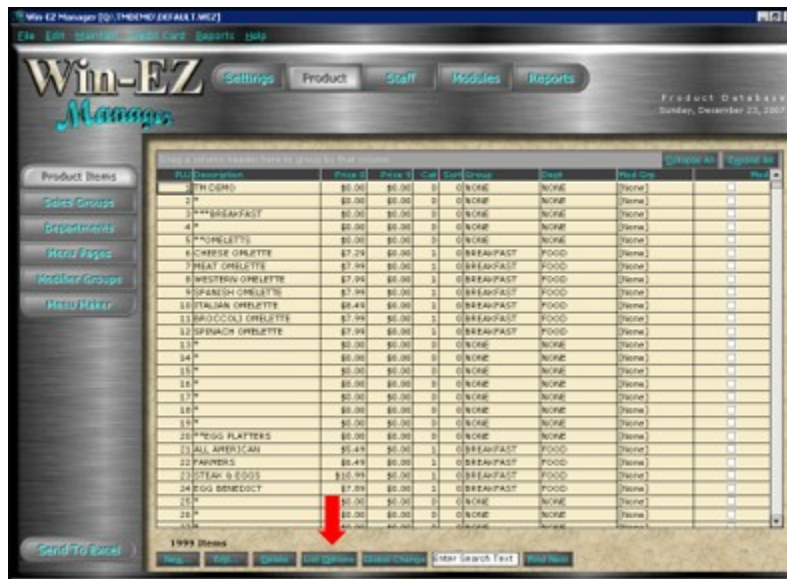 Win-EZ Manager [Q:\TMDEMO\DEFAULT.WEZ]
File Edit Maintain Credit Card Reports Help
Win-EZ
Manager
Settings Product Staff Modules Reports
Product Database
Sunday, December 23, 2007
Drag a column header here to group by that column
Collapse All Expand All
Product Items
Sales Groups
Departments
Menu Pages
Modifier Groups
Menu Maker
Send To Excel
PLU Description Price Price Cat Sort Group Dept Mod Grp Mod
1 TM DEMO $0.00 $0.00 0 0 NONE NONE [None]
2 * $0.00 $0.00 0 0 NONE NONE [None]
3 ***BREAKFAST $0.00 $0.00 0 0 NONE NONE [None]
4 * $0.00 $0.00 0 0 NONE NONE [None]
5 **OMELETTS $0.00 $0.00 0 0 NONE NONE [None]
6 CHEESE OMLETTE $7.29 $0.00 1 0 BREAKFAST FOOD [None]
7 MEAT OMELETTE $7.99 $0.00 1 0 BREAKFAST FOOD [None]
8 WESTERN OMELETTE $7.99 $0.00 1 0 BREAKFAST FOOD [None]
9 SPANISH OMELETTE $7.99 $0.00 1 0 BREAKFAST FOOD [None]
10 ITALIAN OMELETTE $8.49 $0.00 1 0 BREAKFAST FOOD [None]
11 BROCCOLI OMELETTE $7.99 $0.00 1 0 BREAKFAST FOOD [None]
12 SPINACH OMELETTE $7.99 $0.00 1 0 BREAKFAST FOOD [None]
13 * $0.00 $0.00 0 0 NONE NONE [None]
14 * $0.00 $0.00 0 0 NONE NONE [None]
15 * $0.00 $0.00 0 0 NONE NONE [None]
16 * $0.00 $0.00 0 0 NONE NONE [None]
17 * $0.00 $0.00 0 0 NONE NONE [None]
18 * $0.00 $0.00 0 0 NONE NONE [None]
19 * $0.00 $0.00 0 0 NONE NONE [None]
20 **EGG PLATTERS $0.00 $0.00 0 0 NONE NONE [None]
21 ALL AMERICAN $5.49 $0.00 1 0 BREAKFAST FOOD [None]
22 FARMERS $6.49 $0.00 1 0 BREAKFAST FOOD [None]
23 STEAK & EGGS $10.99 $0.00 1 0 BREAKFAST FOOD [None]
24 EGG BENEDICT $7.89 $0.00 1 0 BREAKFAST FOOD [None]
25 * $0.00 $0.00 0 0 NONE NONE [None]
26 * $0.00 $0.00 0 0 NONE NONE [None]
1999 Items
New... Edit... Delete List Options Global Change Enter Search Text Find Next